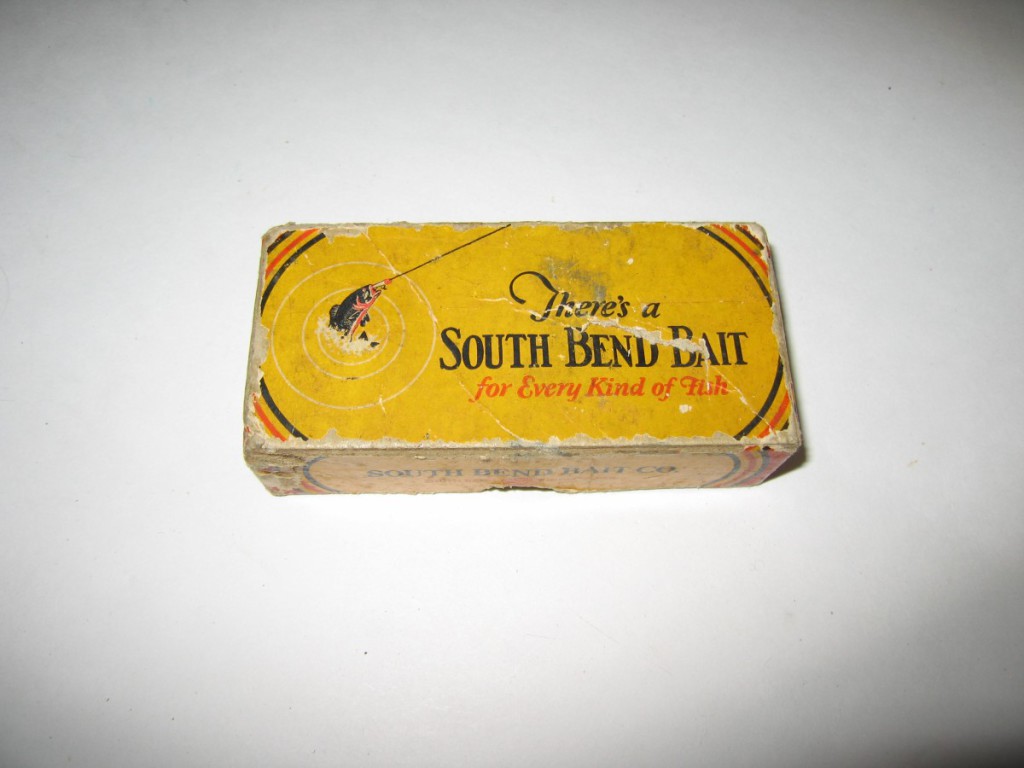 There's a
SOUTH BEND BAIT
for Every Kind of Fish
SOUTH BEND BAIT CO